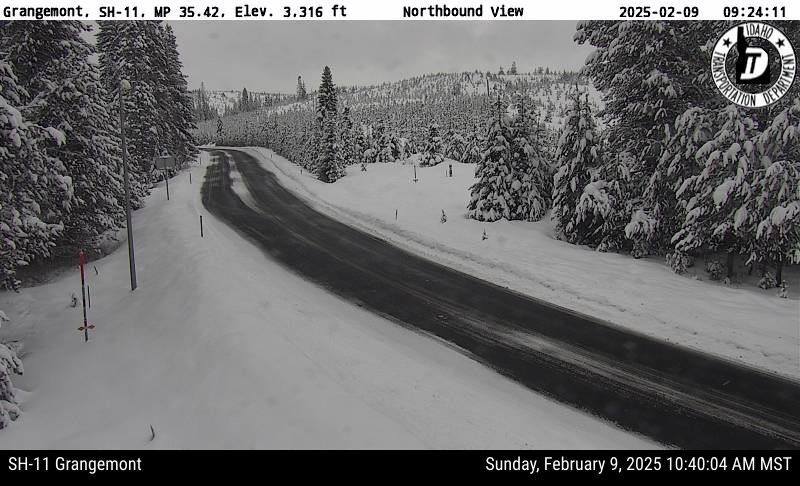 Grangemont, SH-11, MP 35.42, Elev. 3,316 ft Northbound View 2025-02-09 09:24:11
IDAHO
TRANSPORTATION DEPARTMENT
SH-11 Grangemont Sunday, February 9, 2025 10:40:04 AM MST